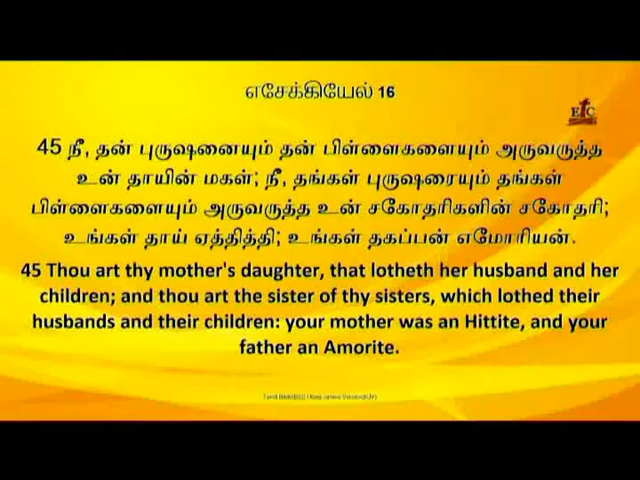 எசேக்கியேல் 16
ETC
45 நீ, தன் புருஷனையும் தன் பிள்ளைகளையும் அருவருத்த
உன் தாயின் மகள்; நீ, தங்கள் புருஷரையும் தங்கள்
பிள்ளைகளையும் அருவருத்த உன் சகோதரிகளின் சகோதரி;
உங்கள் தாய் ஏத்தித்தி; உங்கள் தகப்பன் எமோரியன்.
45 Thou art thy mother's daughter, that lotheth her husband and her
children; and thou art the sister of thy sisters, which lothed their
husbands and their children: your mother was an Hittite, and your
father an Amorite.